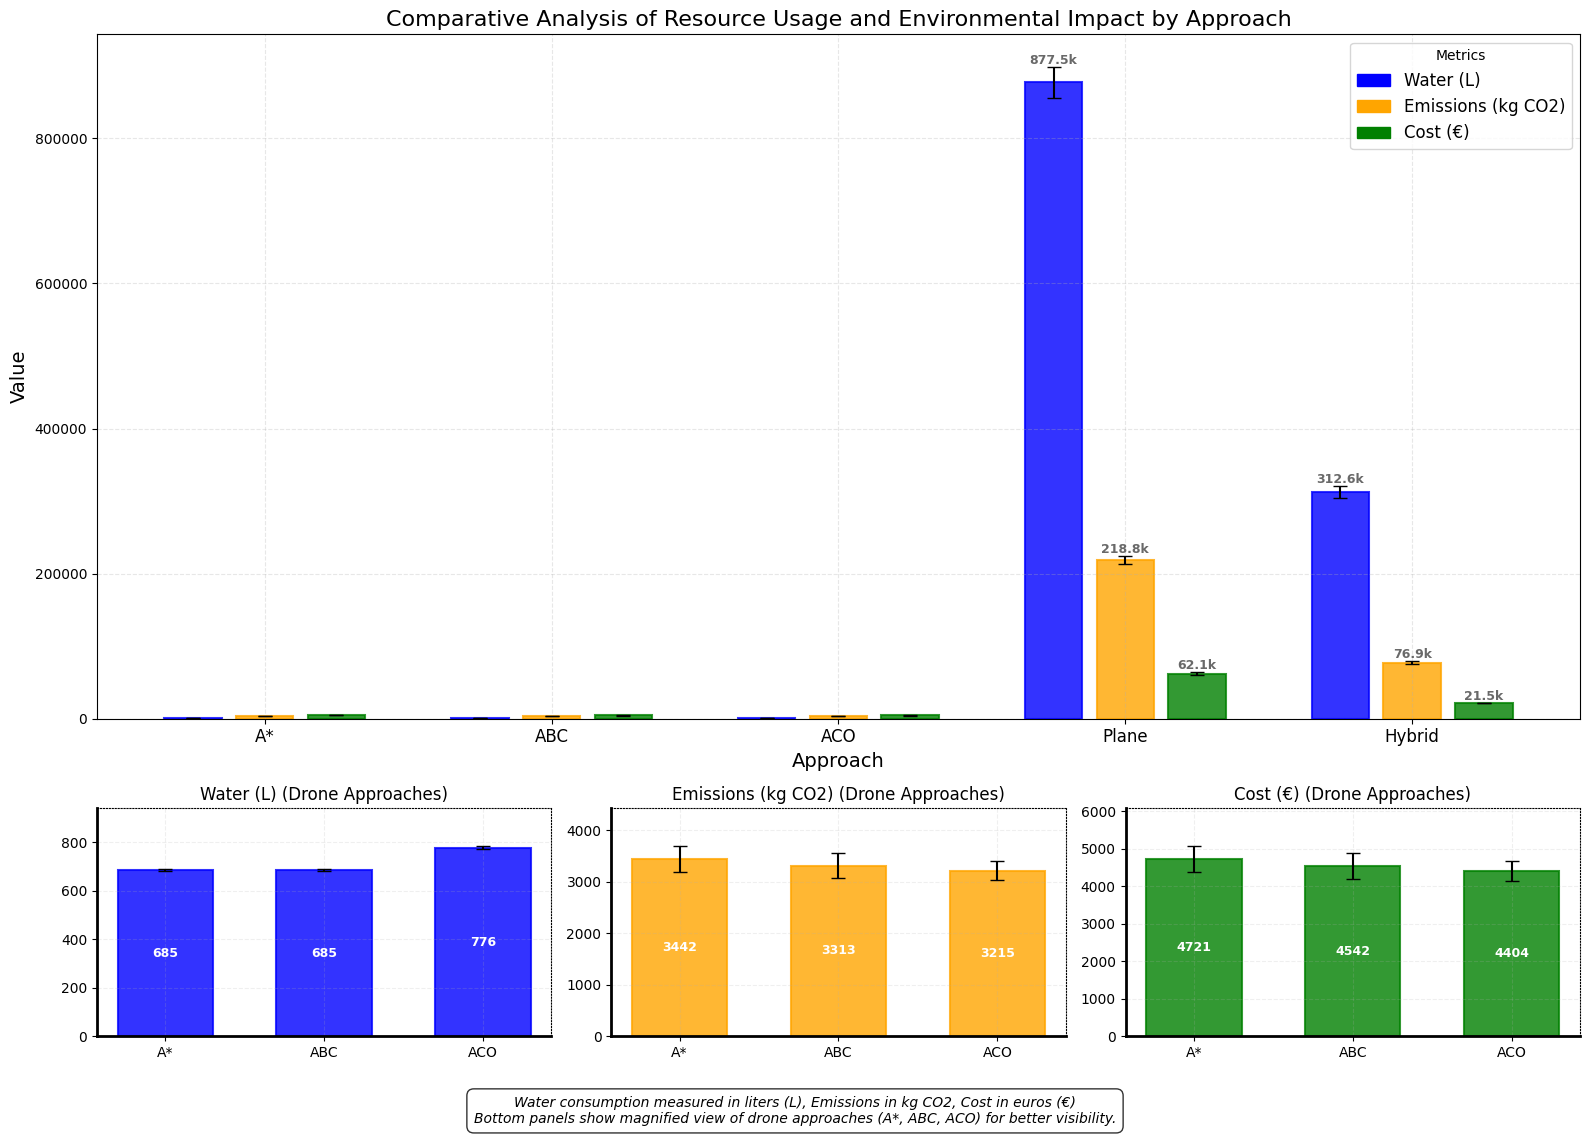 Comparative Analysis of Resource Usage and Environmental Impact by Approach
Value
800000
600000
400000
200000
0
877.5k
218.8k
62.1k
312.6k
76.9k
21.5k
Metrics
Water (L)
Emissions (kg CO2)
Cost (€)
A*
ABC
ACO
Plane
Hybrid
Approach
Water (L) (Drone Approaches)
800
600
400
200
0
685
685
776
A*
ABC
ACO
Emissions (kg CO2) (Drone Approaches)
4000
3000
2000
1000
0
3442
3313
3215
A*
ABC
ACO
Cost (€) (Drone Approaches)
6000
5000
4000
3000
2000
1000
0
4721
4542
4404
A*
ABC
ACO
Water consumption measured in liters (L), Emissions in kg CO2, Cost in euros (€)
Bottom panels show magnified view of drone approaches (A*, ABC, ACO) for better visibility.